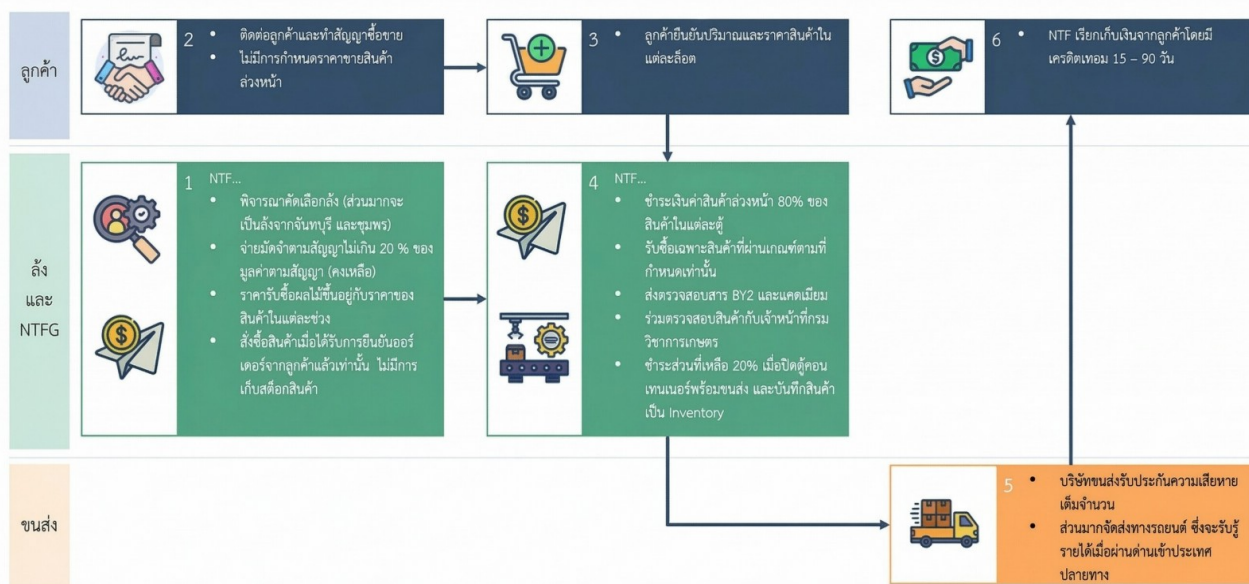 ลูกค้า
2
• ติดต่อลูกค้าและทำสัญญาซื้อขาย
• ไม่มีการกำหนดราคาขายสินค้า
ล่วงหน้า
3
• ลูกค้ายืนยันปริมาณและราคาสินค้าใน
แต่ละล็อต
6
• NTF เรียกเก็บเงินจากลูกค้าโดยมี
เครดิตเทอม 15 – 90 วัน
ล้ง
และ
NTFG
1
NTF...
• พิจารณาคัดเลือกล้ง (ส่วนมากจะ
เป็นล้งจากจันทบุรี และชุมพร)
• จ่ายมัดจำตามสัญญาไม่เกิน 20 % ของ
มูลค่าตามสัญญา (คงเหลือ)
• ราคารับซื้อผลไม้ขึ้นอยู่กับราคาของ
สินค้าในแต่ละช่วง
• สั่งซื้อสินค้าเมื่อได้รับการยืนยันออร์
เดอร์จากลูกค้าแล้วเท่านั้น ไม่มีการ
เก็บสต็อกสินค้า
4
NTF...
• ชำระเงินค่าสินค้าล่วงหน้า 80% ของ
สินค้าในแต่ละตู้
• รับซื้อเฉพาะสินค้าที่ผ่านเกณฑ์ตามที่
กำหนดเท่านั้น
• ส่งตรวจสอบสาร BY2 และแคดเมียม
• ร่วมตรวจสอบสินค้ากับเจ้าหน้าที่กรม
วิชาการเกษตร
• ชำระส่วนที่เหลือ 20% เมื่อปิดตู้คอน
เทนเนอร์พร้อมขนส่ง และบันทึกสินค้า
เป็น Inventory
ขนส่ง
5
• บริษัทขนส่งรับประกันความเสียหาย
เต็มจำนวน
• ส่วนมากจัดส่งทางรถยนต์ ซึ่งจะรับรู้
รายได้เมื่อผ่านด่านเข้าประเทศ
ปลายทาง